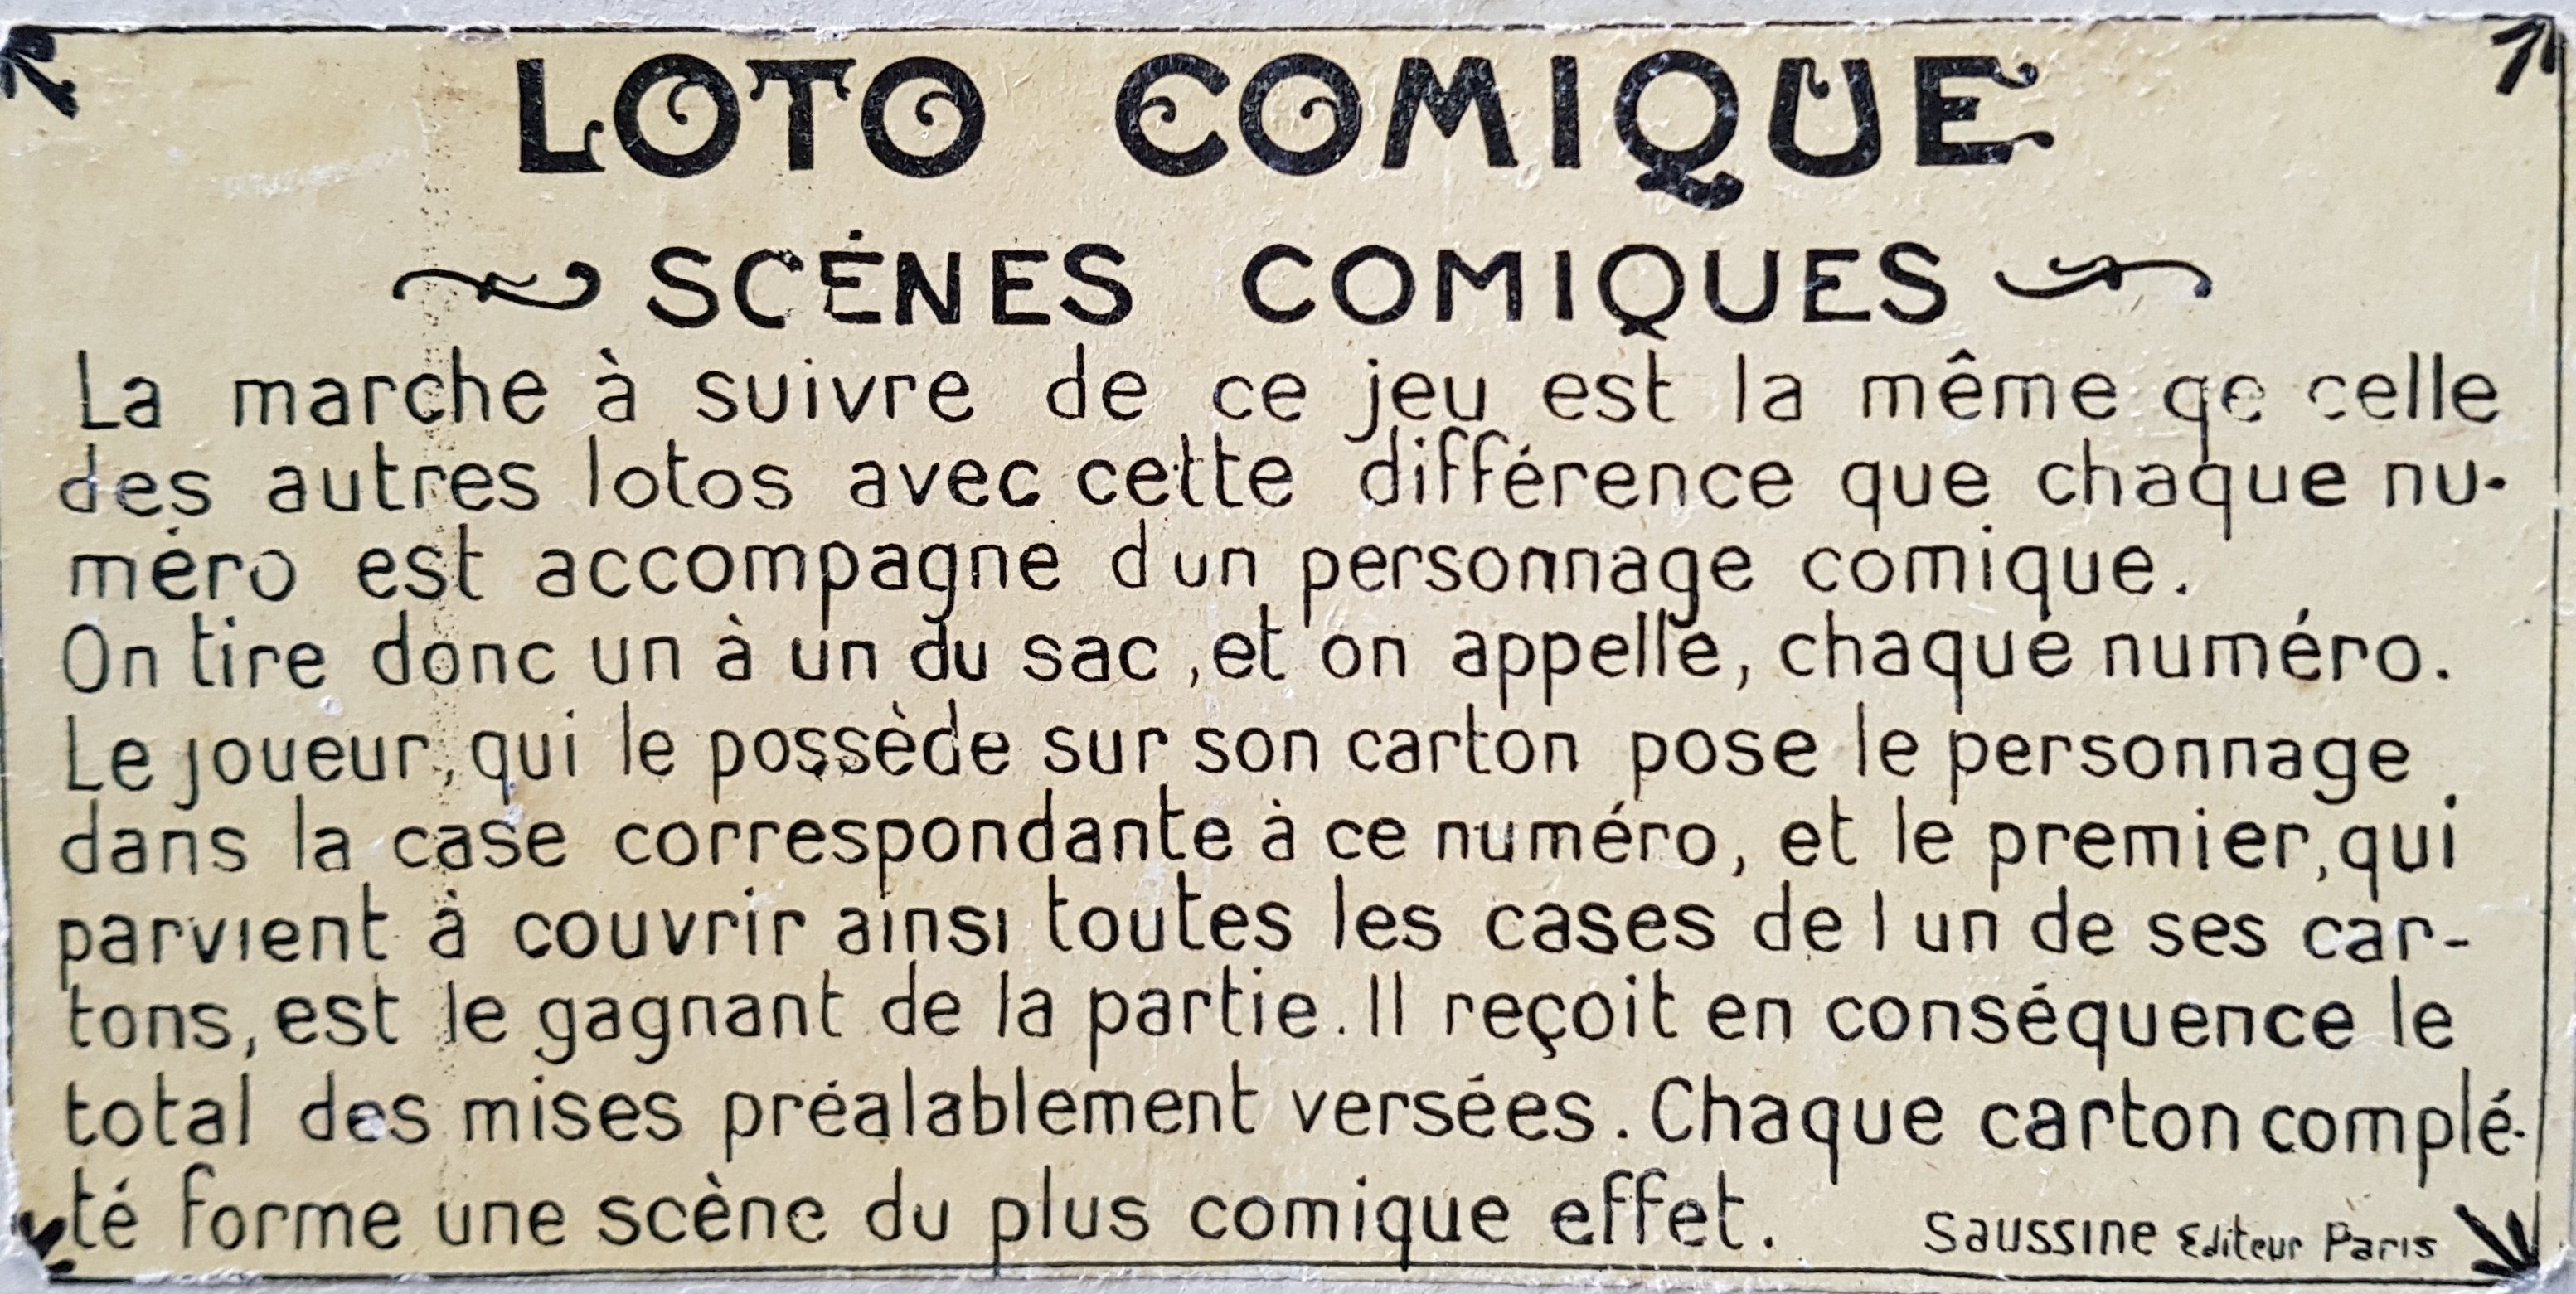 LOTO COMIQUE
SCÈNES COMIQUES
La marche à suivre de ce jeu est la même qe celle
des autres lotos avec cette différence que chaque nu-
méro est accompagne d un personnage comique.
On tire donc un à un du sac, et on appelle, chaque numéro.
Le joueur, qui le possède sur son carton pose le personnage
dans la case correspondante à ce numéro, et le premier, qui
parvient à couvrir ainsi toutes les cases de l un de ses car-
tons, est le gagnant de la partie. Il reçoit en conséquence le
total des mises préalablement versées. Chaque carton complé-
té forme une scène du plus comique effet.
Saussine Editeur Paris